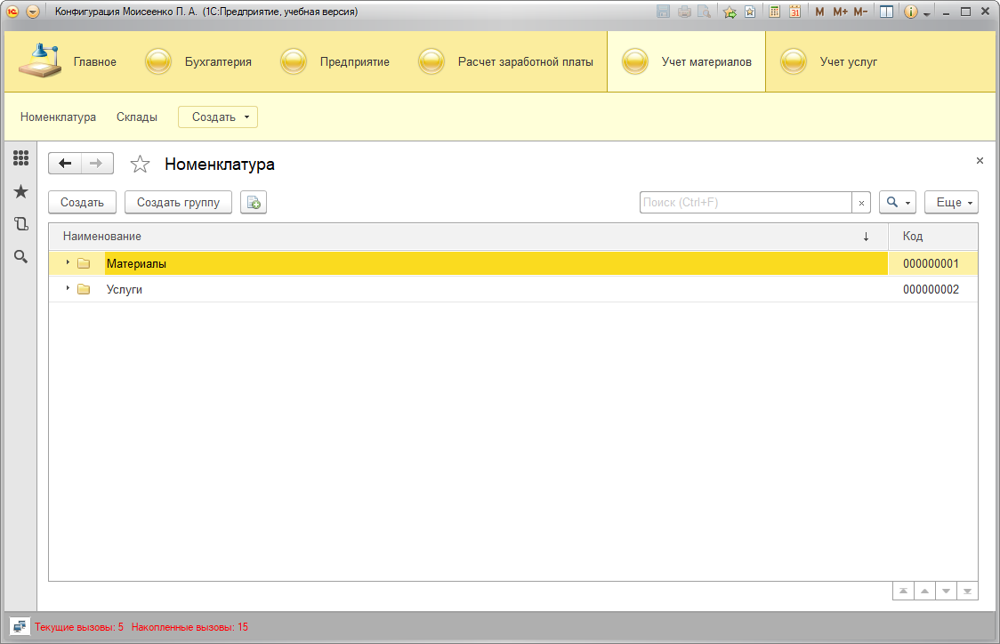 Конфигурация Моисеенко П. А. (1С:Предприятие, учебная версия)
31 M M+ M-
Главное Бухгалтерия Предприятие Расчет заработной платы Учет материалов Учет услуг
Номенклатура Склады Создать
Номенклатура
Создать Создать группу Поиск (Ctrl+F) Еще
Наименование Код
Материалы 000000001
Услуги 000000002
Текущие вызовы: 5 Накопленные вызовы: 15